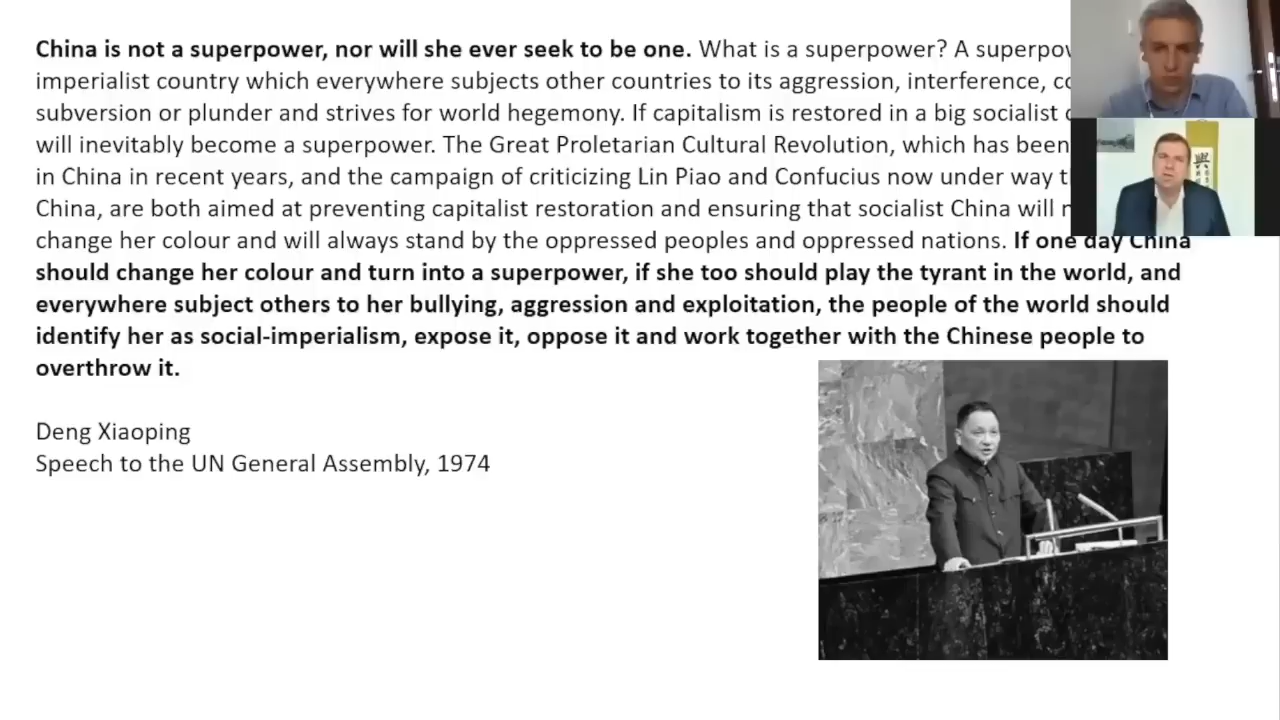 China is not a superpower, nor will she ever seek to be one. What is a superpower? A
imperialist country which everywhere subjects other countries to its aggression, interference,
subversion or plunder and strives for world hegemony. If capitalism is restored in a big socialist
will inevitably become a superpower. The Great Proletarian Cultural Revolution, which has been
in China in recent years, and the campaign of criticizing Lin Piao and Confucius now under way
China, are both aimed at preventing capitalist restoration and ensuring that socialist China will
change her colour and will always stand by the oppressed peoples and oppressed nations. If one day China
should change her colour and turn into a superpower, if she too should play the tyrant in the world, and
everywhere subject others to her bullying, aggression and exploitation, the people of the world should
identify her as social-imperialism, expose it, oppose it and work together with the Chinese people to
overthrow it.
Deng Xiaoping
Speech to the UN General Assembly, 1974